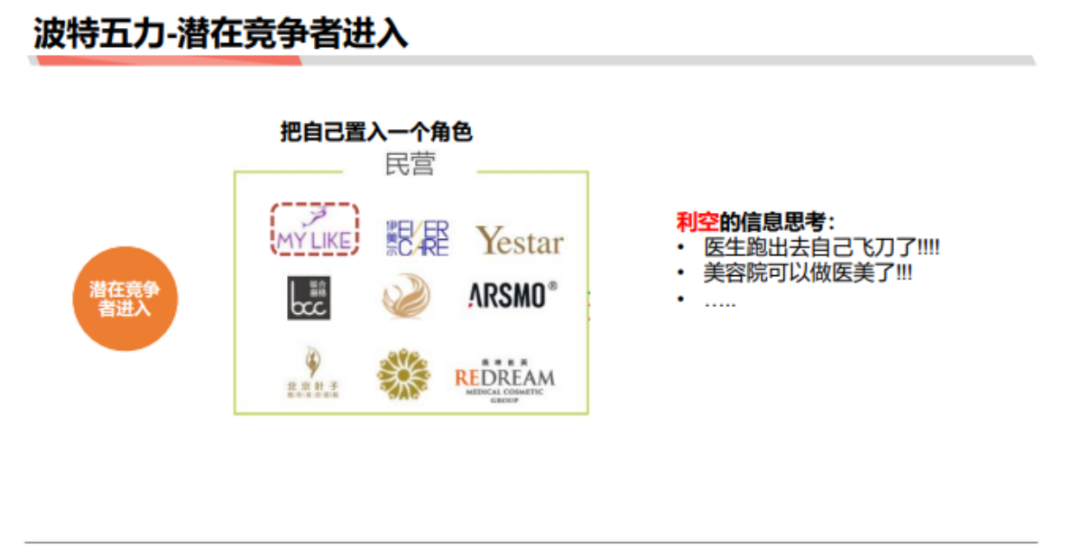 波特五力-潜在竞争者进入
把自己置入一个角色
民营
MY LIKE
伊美尔
EVER
CARE
Yestar
bcc
ARSMO®
北京叶子
REDREAM
MEDICAL COSMETIC
GROUP
潜在竞争
者进入
利空的信息思考：
• 医生跑出去自己飞刀了!!!!
• 美容院可以做医美了!!!
• …..